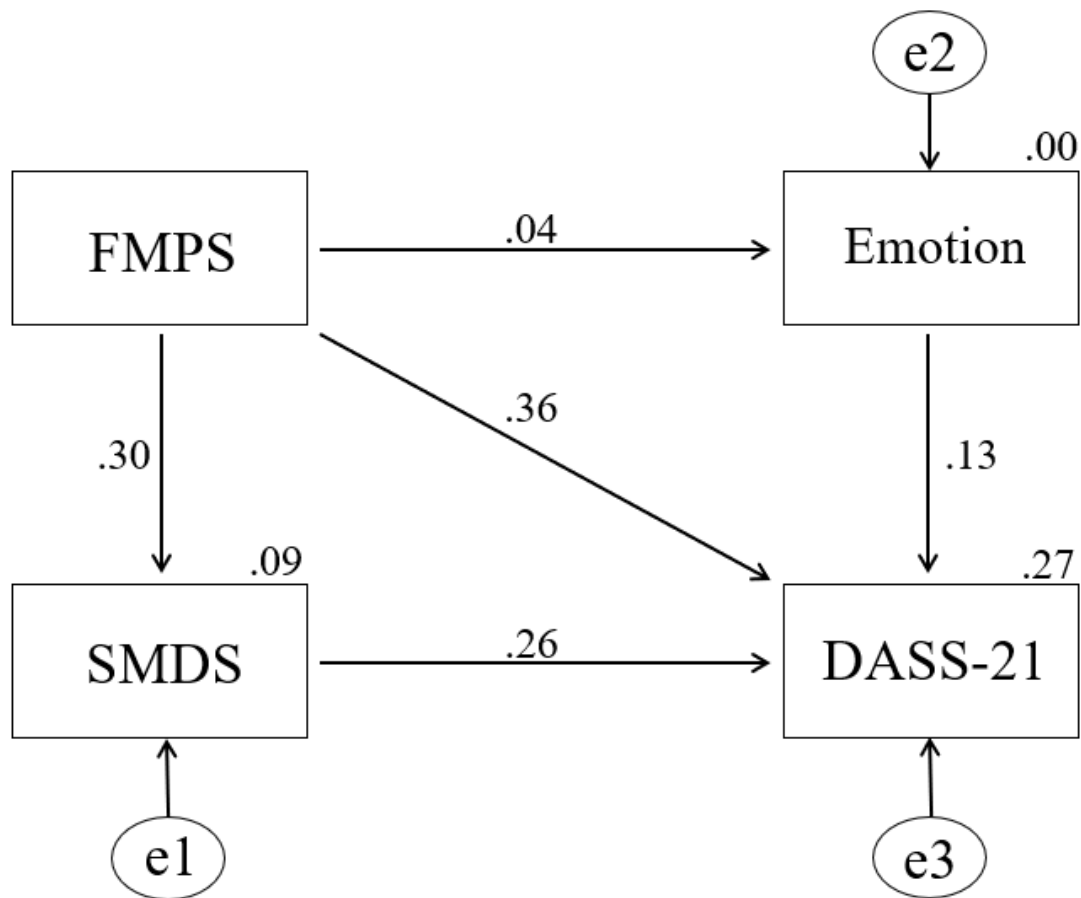 e2
.00
FMPS
.04
Emotion
.36
.30
.13
.09
.27
SMDS
.26
DASS-21
e1
e3